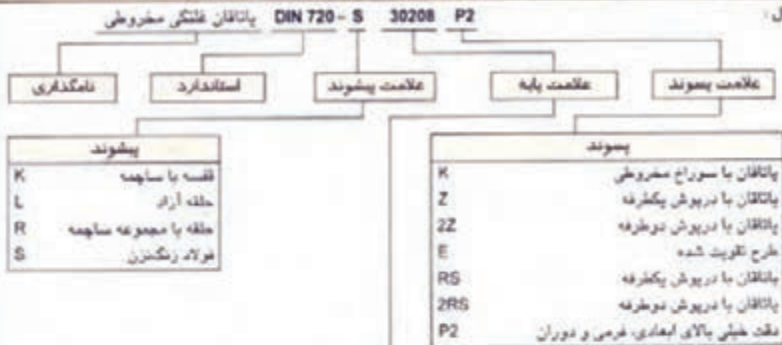 ل:
یاتاقان غلتکی مخروطی DIN 720 – S 30208 P2
نامگذاری
استاندارد
علامت پیشوند
علامت پایه
علامت پسوند
پیشوند
K قفسه با ساچمه
L حلقه آزاد
R حلقه با مجموعه ساچمه
S فولاد زنگ‌نزن
پسوند
K یاتاقان با سوراخ مخروطی
Z یاتاقان با درپوش یکطرفه
2Z یاتاقان با درپوش دوطرفه
E طرح تقویت شده
RS یاتاقان با درپوش یکطرفه
2RS یاتاقان با درپوش دوطرفه
P2 دقت خیلی بالای ابعادی، فرمی و دوران